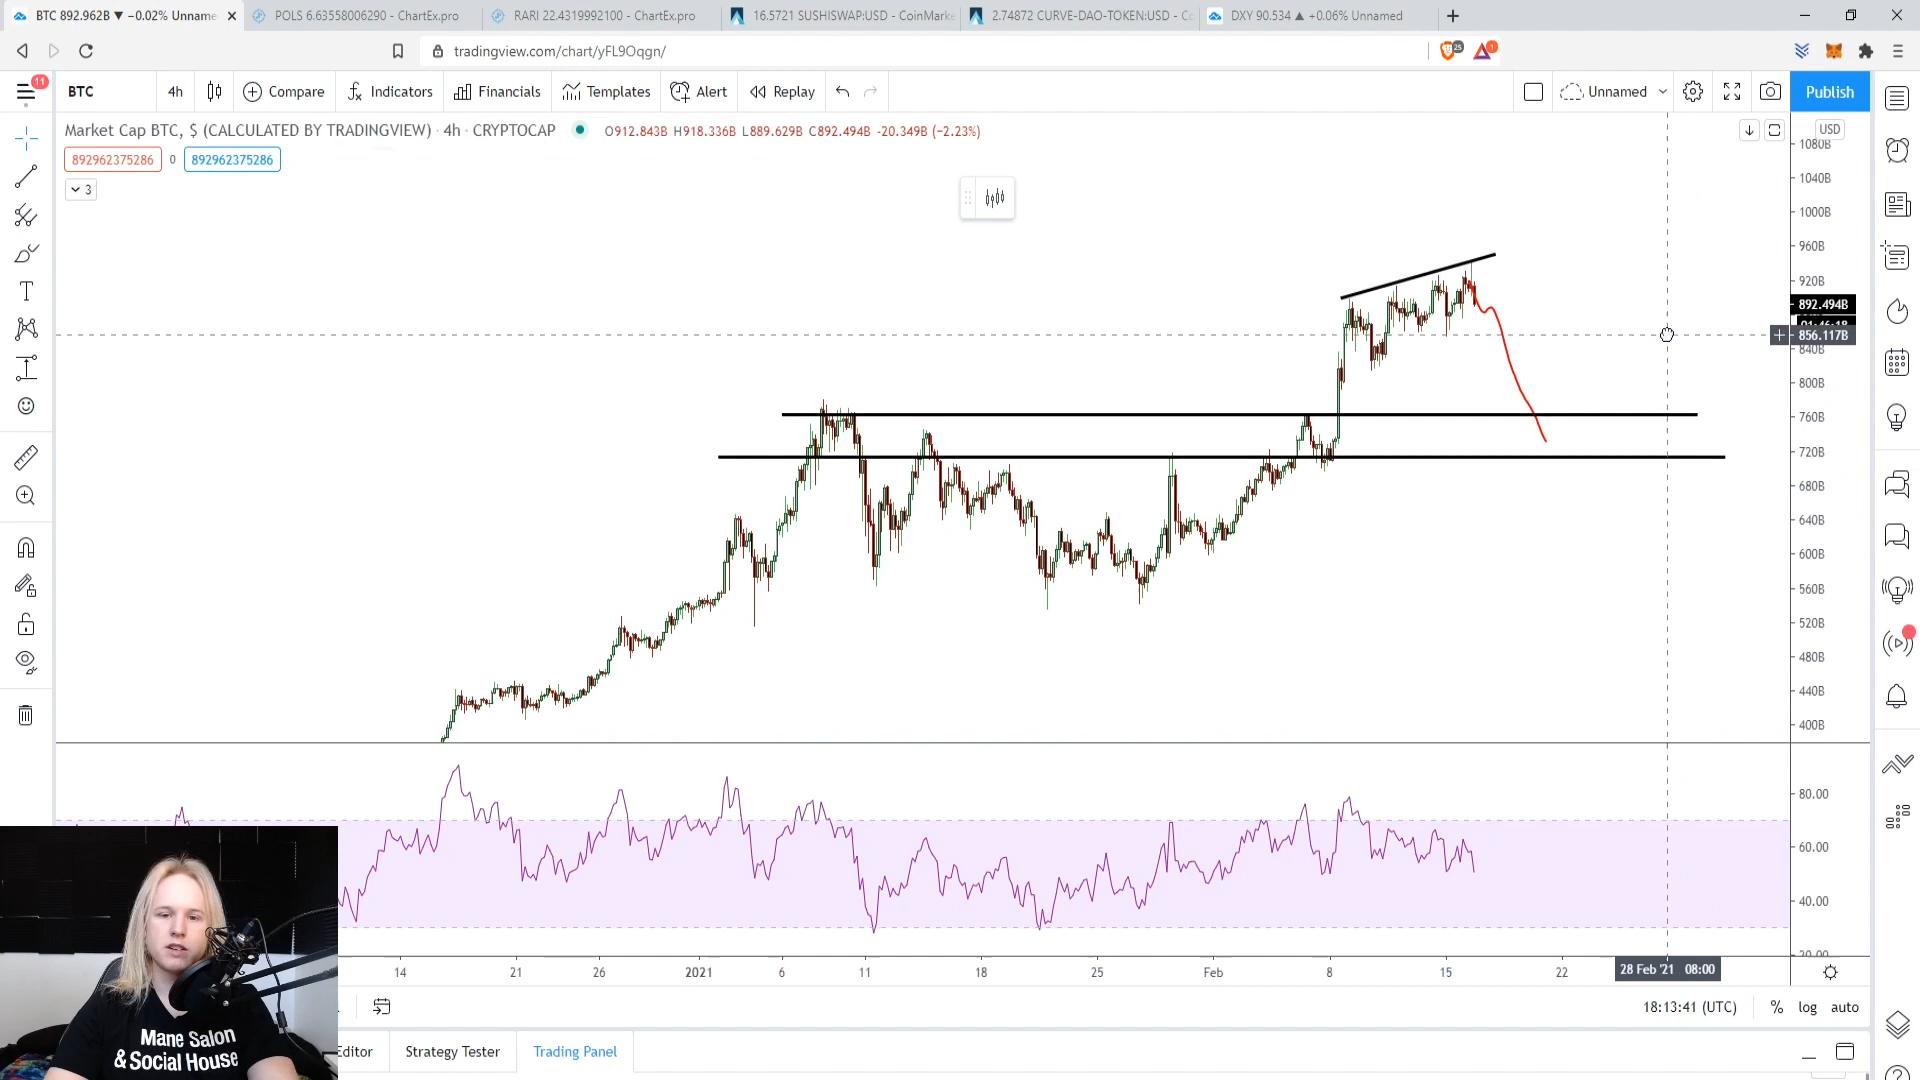 BTC 892.962B ▼ −0.02% Unname
POLS 6.63558006290 - ChartEx.pro
RARI 22.4319992100 - ChartEx.pro
16.5721 SUSHISWAP:USD - CoinMarke
2.74872 CURVE-DAO-TOKEN:USD - Co
DXY 90.534 ▲ +0.06% Unnamed
tradingview.com/chart/yFL9Oqgn/
25
1
11
BTC
4h
Compare
Indicators
Financials
Templates
Alert
Replay
Unnamed
Publish
Market Cap BTC, $ (CALCULATED BY TRADINGVIEW) · 4h · CRYPTOCAP
O912.843B H918.336B L889.629B C892.494B -20.349B (−2.23%)
USD
892962375286 0 892962375286
3
1080B
1040B
1000B
960B
920B
892.494B
856.117B
840B
800B
760B
720B
680B
640B
600B
560B
520B
480B
440B
400B
80.00
60.00
40.00
20.00
14 21 26 2021 6 11 18 25 Feb 8 15 22
28 Feb '21 08:00
18:13:41 (UTC) % log auto
Editor
Strategy Tester
Trading Panel
Mane Salon
& Social House